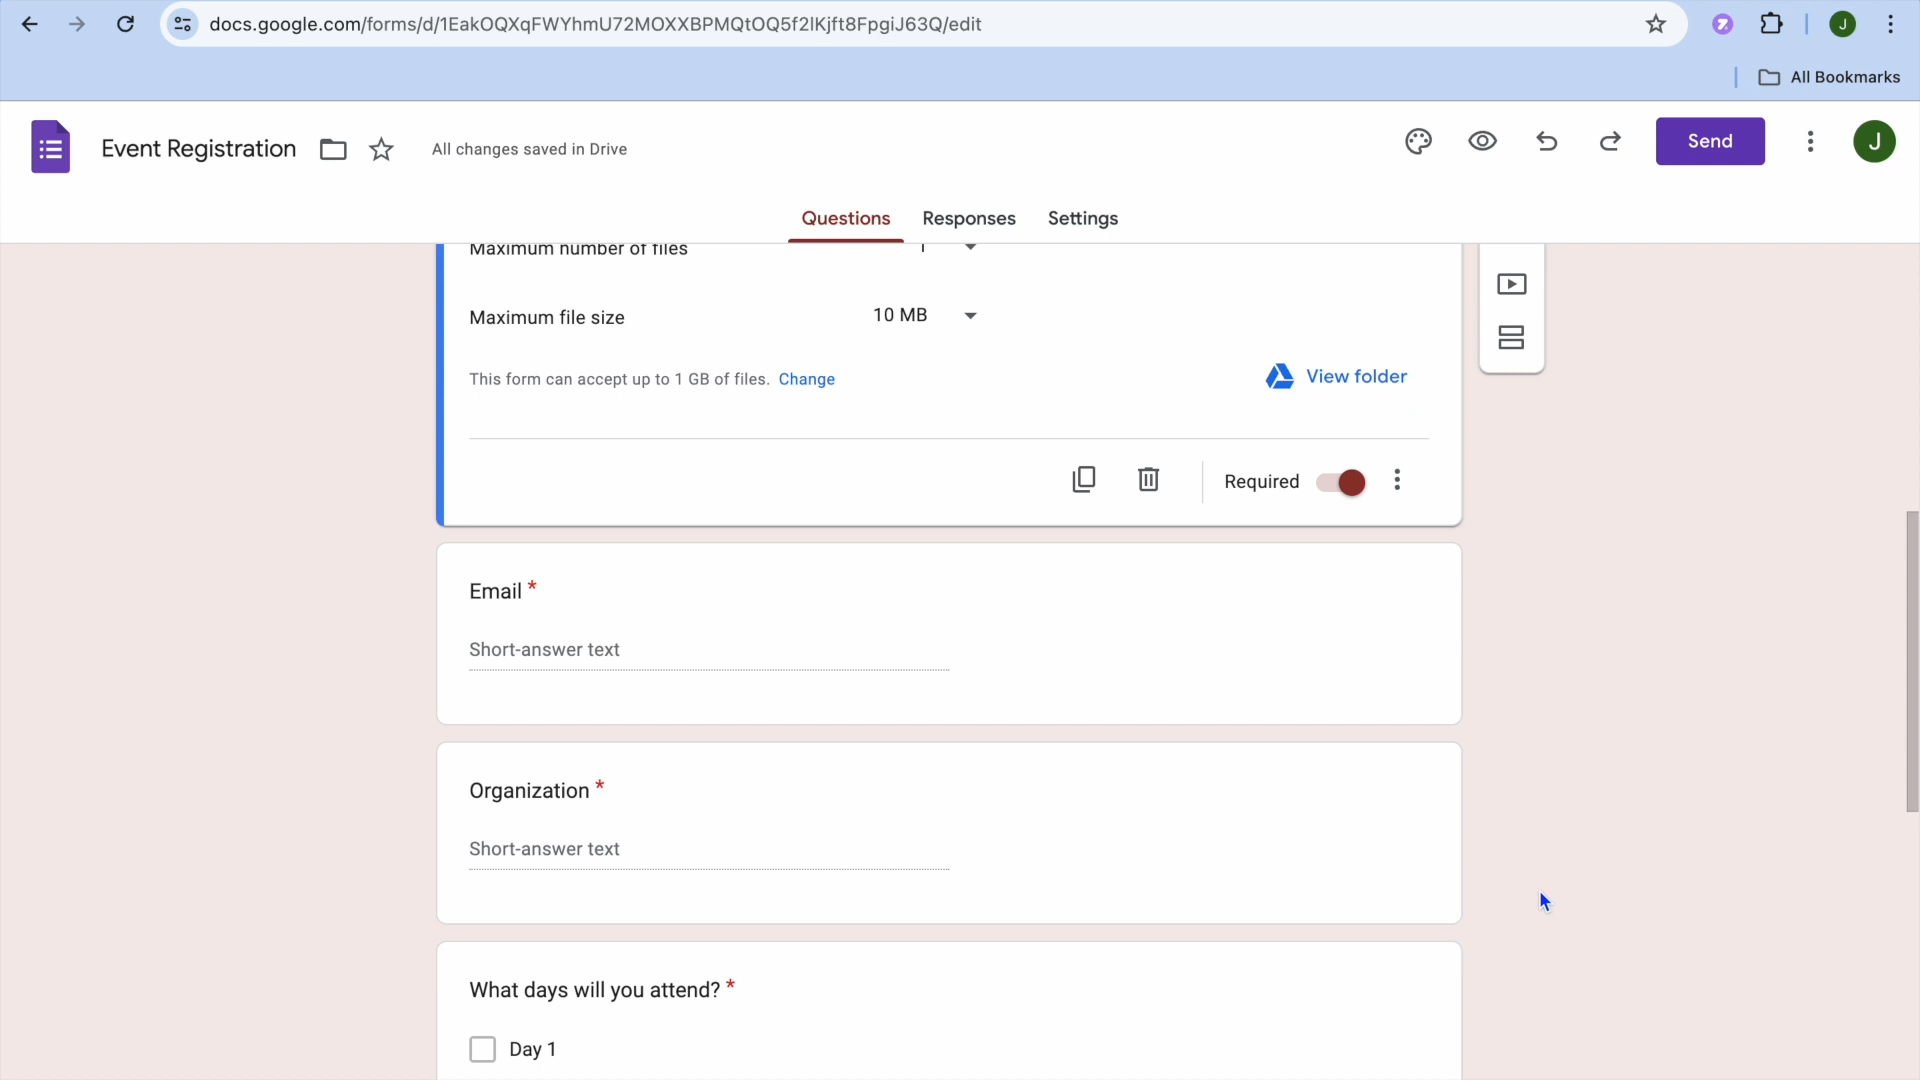 docs.google.com/forms/d/1EakOQXqFWYhmU72MOXXBPMQtOQ5f2lKjft8FpgiJ63Q/edit
J
All Bookmarks
Event Registration
All changes saved in Drive
Send
J
Questions Responses Settings
Maximum number of files 1
Maximum file size 10 MB
This form can accept up to 1 GB of files. Change
View folder
Required
Email *
Short-answer text
Organization *
Short-answer text
What days will you attend? *
Day 1